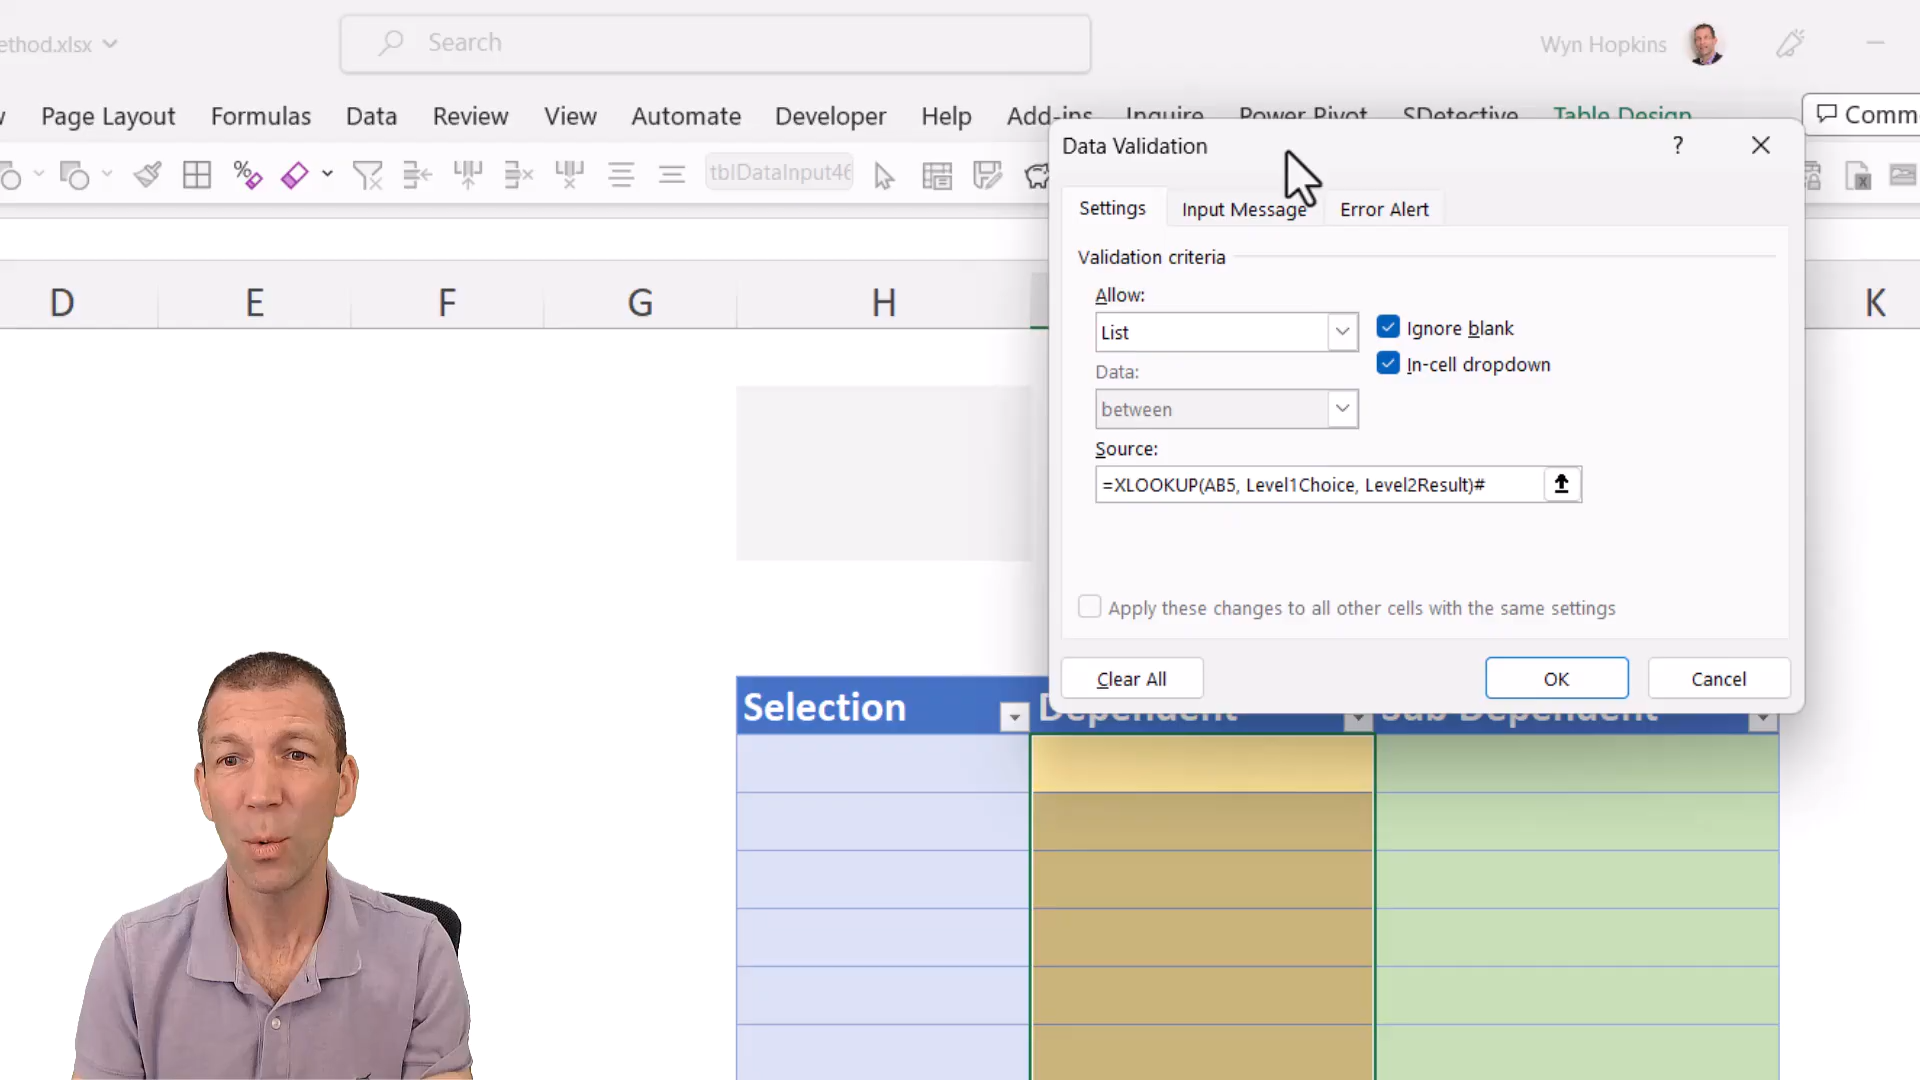 ethod.xlsx
Search
Wyn Hopkins
Page Layout Formulas Data Review View Automate Developer Help Add-ins Inquire Power Pivot SDetective Table Design Comm
tblDataInput46
Data Validation ?
Settings Input Message Error Alert
Validation criteria
Allow:
List
Ignore blank
In-cell dropdown
Data:
between
Source:
=XLOOKUP(AB5, Level1Choice, Level2Result)#
Apply these changes to all other cells with the same settings
Clear All OK Cancel
D E F G H K
Selection Dependent Sub Dependent